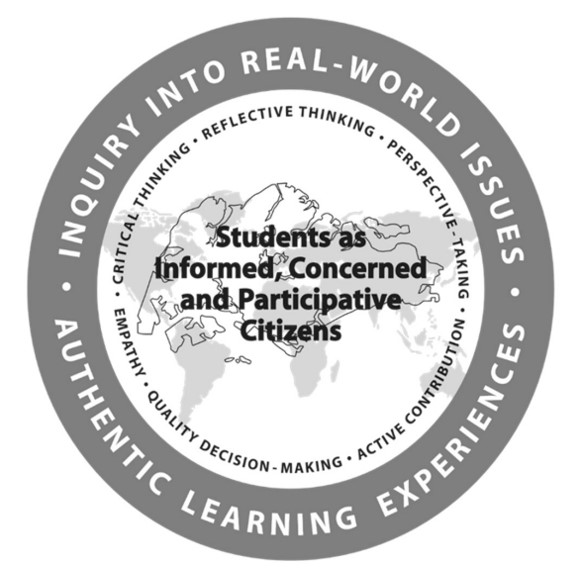 INQUIRY INTO REAL-WORLD ISSUES
• AUTHENTIC LEARNING EXPERIENCES •
CRITICAL THINKING • REFLECTIVE THINKING • PERSPECTIVE-TAKING
• EMPATHY • QUALITY DECISION-MAKING • ACTIVE CONTRIBUTION •
Students as
Informed, Concerned
and Participative
Citizens